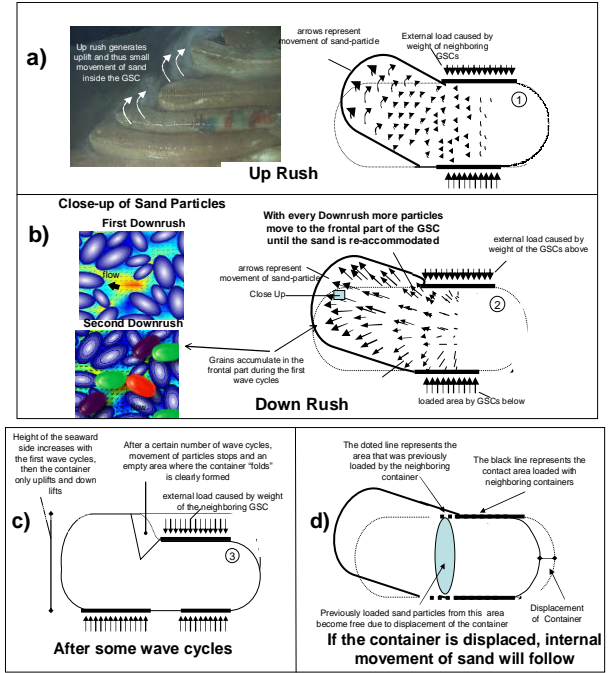 a)
Up rush generates
uplift and thus small
movement of sand
inside the GSC
arrows represent
movement of sand-particle
External load caused by
weight of neighboring
GSCs
1
Up Rush
b)
Close-up of Sand Particles
First Downrush
flow
Second Downrush
With every Downrush more particles
move to the frontal part of the GSC
until the sand is re-accommodated
arrows represent
movement of sand-particle
Close Up
external load caused by
weight of the GSCs above
2
Grains accumulate in the
frontal part during the first
wave cycles
loaded area by GSCs below
Down Rush
c)
Height of the seaward
side increases with
the first wave cycles,
then the container
only uplifts and down
lifts
After a certain number of wave cycles,
movement of particles stops and an
empty area where the container “folds”
is clearly formed
external load caused by weight
of the neighboring GSC
3
After some wave cycles
d)
The doted line represents the
area that was previously
loaded by the neighboring
container
The black line represents the
contact area loaded with
neighboring containers
Previously loaded sand particles from this area
become free due to displacement of the container
Displacement
of Container
If the container is displaced, internal
movement of sand will follow